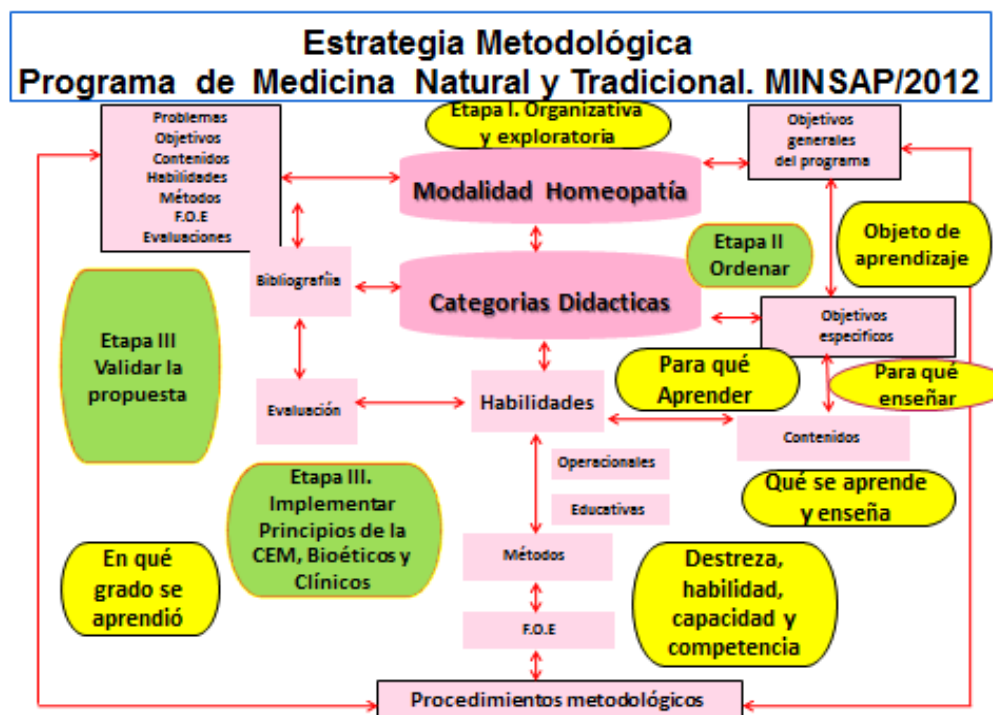 Estrategia Metodológica
Programa de Medicina Natural y Tradicional. MINSAP/2012
Problemas
Objetivos
Contenidos
Habilidades
Métodos
F.O.E
Evaluaciones
Etapa I. Organizativa
y exploratoria
Objetivos
generales
del programa
Modalidad Homeopatía
Etapa II
Ordenar
Objeto de
aprendizaje
Bibliografíia
Categorias Didacticas
Objetivos
especificos
Etapa III
Validar la
propuesta
Para qué
Aprender
Para qué
enseñar
Evaluación
Habilidades
Contenidos
Operacionales
Educativas
Etapa III.
Implementar
Principios de la
CEM, Bioéticos y
Clínicos
Qué se aprende
y enseña
En qué
grado se
aprendió
Métodos
Destreza,
habilidad,
capacidad y
competencia
F.O.E
Procedimientos metodológicos